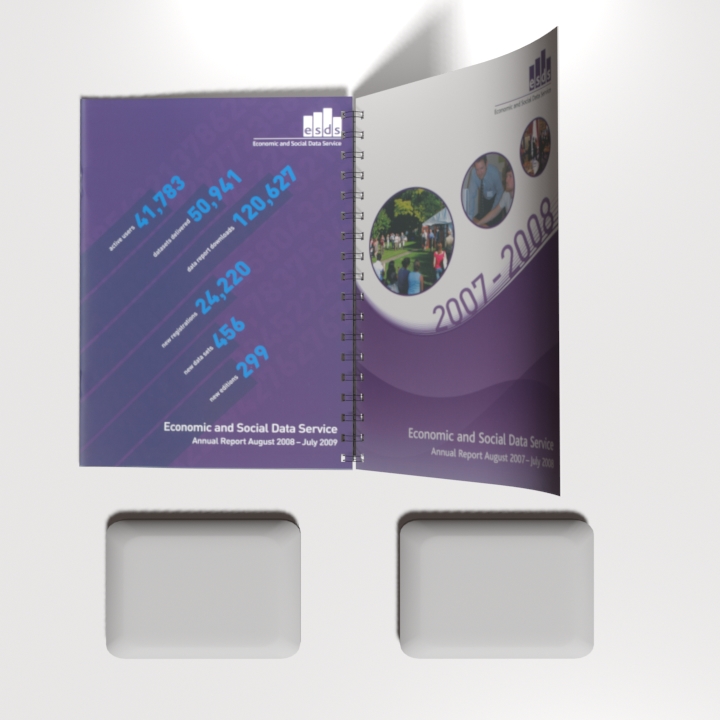 esds
Economic and Social Data Service
active users 41,783
datasets delivered 50,941
data report downloads 120,627
new registrations 24,220
new data sets 456
new editions 299
Economic and Social Data Service
Annual Report August 2008 – July 2009
esds
Economic and Social Data Service
2007 - 2008
Economic and Social Data Service
Annual Report August 2007 – July 2008